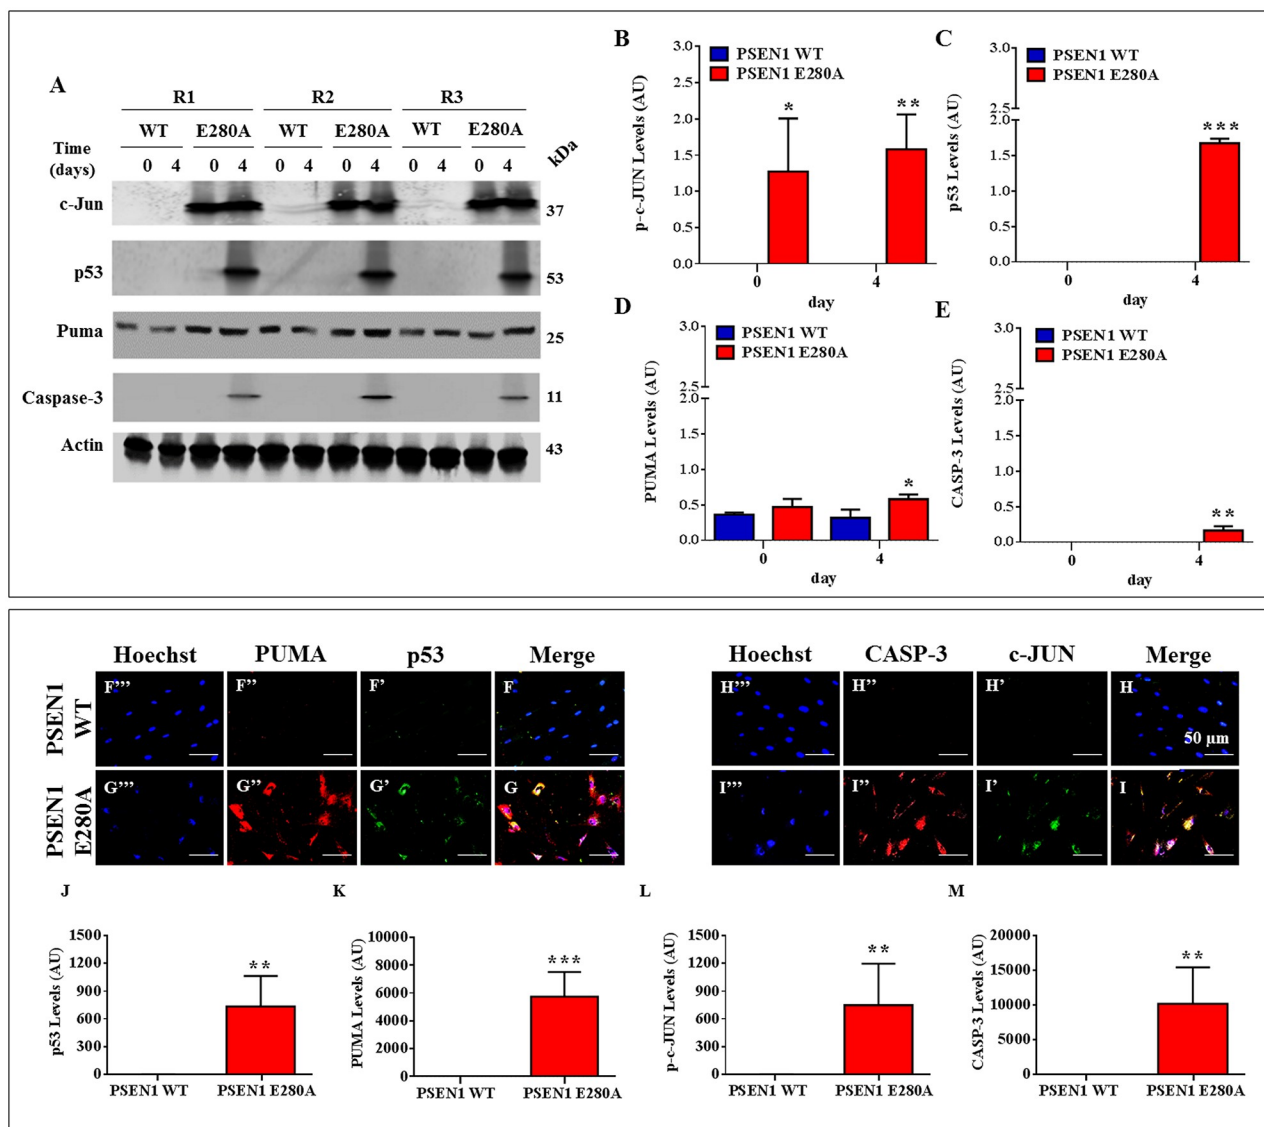 A
R1 R2 R3
WT E280A WT E280A WT E280A
kDa
Time
(days)
0 4 0 4 0 4 0 4 0 4 0 4
c-Jun 37
p53 53
Puma 25
Caspase-3 11
Actin 43
B
p-c-JUN Levels (AU)
3.0
2.5
2.0
1.5
1.0
0.5
0.0
PSEN1 WT
PSEN1 E280A
* **
0 4
day
C
p53 Levels (AU)
3.0
2.5
2.0
1.5
1.0
0.5
0.0
PSEN1 WT
PSEN1 E280A
***
0 4
day
D
PUMA Levels (AU)
3.0
2.5
2.0
1.5
1.0
0.5
0.0
PSEN1 WT
PSEN1 E280A
*
0 4
day
E
CASP-3 Levels (AU)
3.0
2.5
2.0
1.5
1.0
0.5
0.0
PSEN1 WT
PSEN1 E280A
**
0 4
day
Hoechst PUMA p53 Merge
PSEN1
WT
F’’’ F’’ F’ F
PSEN1
E280A
G’’’ G’’ G’ G
Hoechst CASP-3 c-JUN Merge
H’’’ H’’ H’ H
50 µm
I’’’ I’’ I’ I
J
p53 Levels (AU)
1500
1200
900
600
300
0
**
PSEN1 WT PSEN1 E280A
K
PUMA Levels (AU)
10000
8000
6000
4000
2000
0
***
PSEN1 WT PSEN1 E280A
L
p-c-JUN Levels (AU)
1500
1200
900
600
300
0
**
PSEN1 WT PSEN1 E280A
M
CASP-3 Levels (AU)
20000
15000
10000
5000
0
**
PSEN1 WT PSEN1 E280A